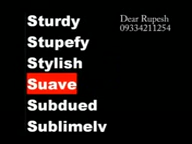 Sturdy
Dear Rupesh
09334211254
Stupefy
Stylish
Suave
Subdued
Sublimely